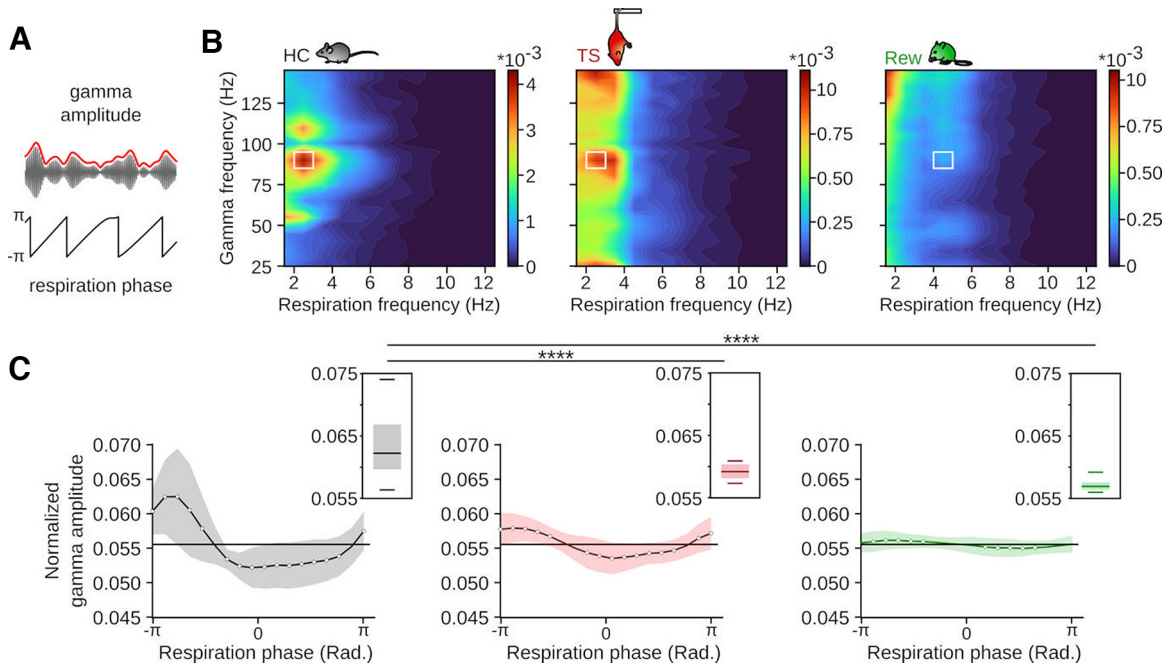 A
gamma
amplitude
π
-π
respiration phase
B
HC
TS
Rew
*10⁻³
*10⁻³
*10⁻³
Gamma frequency (Hz)
125
100
75
50
25
2 4 6 8 10 12
Respiration frequency (Hz)
4
3
2
1
0
2 4 6 8 10 12
Respiration frequency (Hz)
10
0.75
0.50
0.25
0
2 4 6 8 10 12
Respiration frequency (Hz)
10
0.75
0.50
0.25
0
C
****
****
Normalized
gamma amplitude
0.070
0.065
0.060
0.055
0.050
0.045
-π 0 π
Respiration phase (Rad.)
0.075
0.065
0.055
0.070
0.065
0.060
0.055
0.050
0.045
-π 0 π
Respiration phase (Rad.)
0.075
0.065
0.055
0.070
0.065
0.060
0.055
0.050
0.045
-π 0 π
Respiration phase (Rad.)
0.075
0.065
0.055